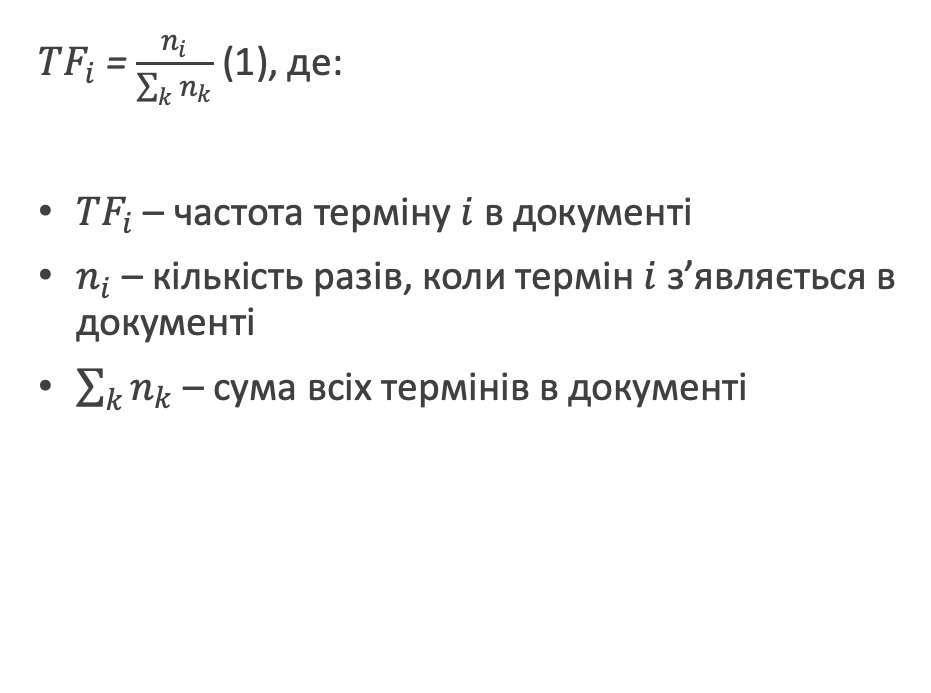 TFᵢ = nᵢ / ∑ₖ nₖ (1), де:
• TFᵢ – частота терміну i в документі
• nᵢ – кількість разів, коли термін i з’являється в
документі
• ∑ₖ nₖ – сума всіх термінів в документі